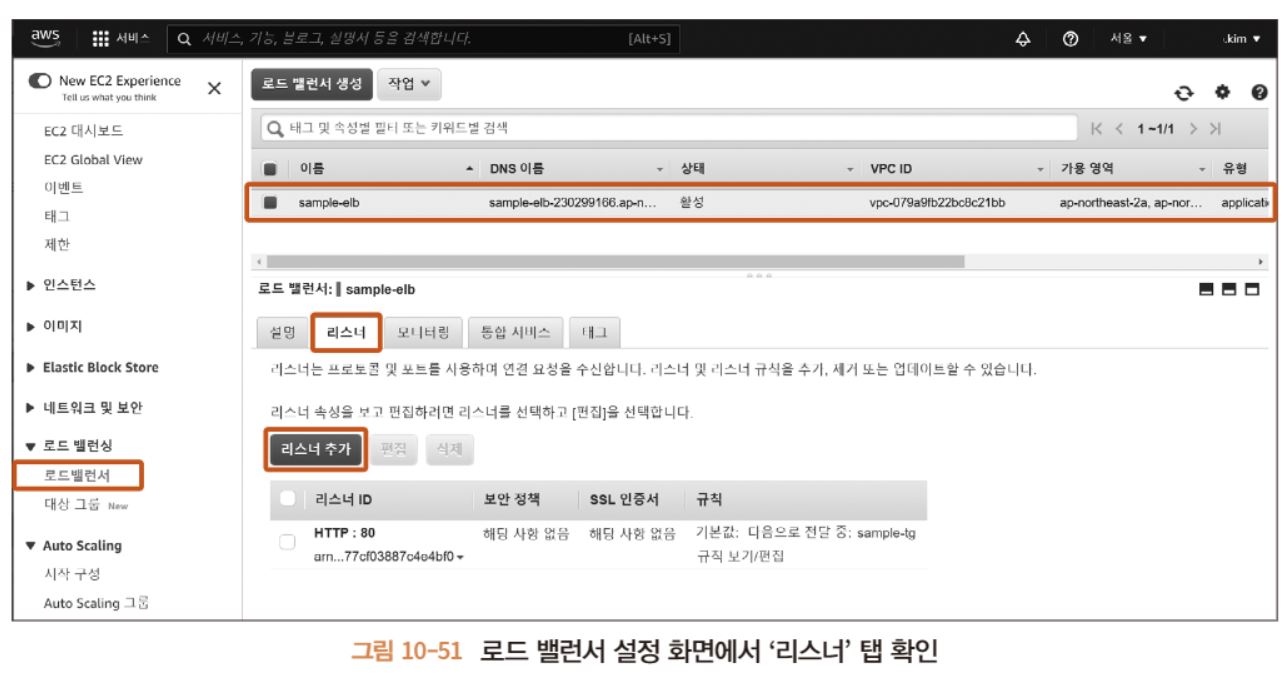 aws 서비스 서비스, 기능, 블로그, 설명서 등을 검색합니다. [Alt+S] 서울 .kim
New EC2 Experience
Tell us what you think
EC2 대시보드
EC2 Global View
이벤트
태그
제한
인스턴스
이미지
Elastic Block Store
네트워크 및 보안
로드 밸런싱
로드밸런서
대상 그룹 New
Auto Scaling
시작 구성
Auto Scaling 그룹
로드 밸런서 생성 작업
태그 및 속성별 필터 또는 키워드별 검색 1~1/1
이름 DNS 이름 상태 VPC ID 가용 영역 유형
sample-elb sample-elb-230299166.ap-n... 활성 vpc-079a9fb22bc8c21bb ap-northeast-2a, ap-nor... applicati
로드 밸런서: sample-elb
설명 리스너 모니터링 통합 서비스 태그
리스너는 프로토콜 및 포트를 사용하며 연결 요청을 수신합니다. 리스너 및 리스너 규칙을 추가, 제거 또는 업데이트할 수 있습니다.
리스너 속성을 보고 편집하려면 리스너를 선택하고 [편집]을 선택합니다.
리스너 추가 편집 삭제
리스너 ID 보안 정책 SSL 인증서 규칙
HTTP : 80 해당 사항 없음 해당 사항 없음 기본값: 다음으로 전달 중: sample-tg
arn...77cf03887c4e4bf0 규칙 보기/편집
그림 10-51 로드 밸런서 설정 화면에서 ‘리스너’ 탭 확인